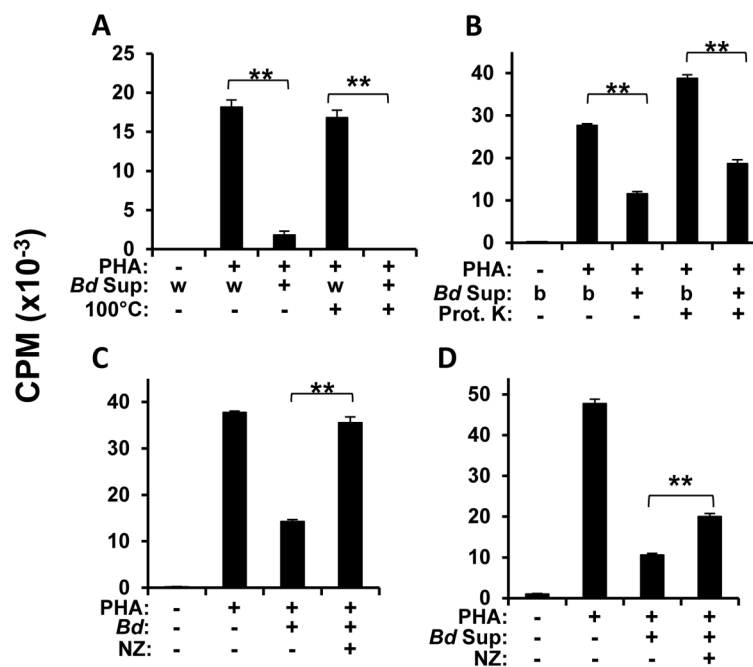 CPM (x10⁻³)
A
25
20
15
10
5
0
**
**
PHA: - + + + +
Bd Sup: w w + w +
100°C: - - - + +
B
40
30
20
10
0
**
**
PHA: - + + + +
Bd Sup: b b + b +
Prot. K - - - + +
C
40
30
20
10
0
**
PHA: - + + +
Bd: - - + +
NZ: - - - +
D
50
40
30
20
10
0
**
PHA: - + + +
Bd Sup: - - + +
NZ: - - - +